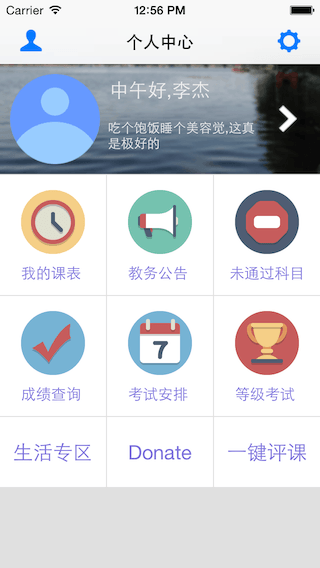 Carrier 12:56 PM
个人中心
中午好,李杰
吃个饱饭睡个美容觉,这真
是极好的
我的课表 教务公告 未通过科目
7
成绩查询 考试安排 等级考试
生活专区 Donate 一键评课